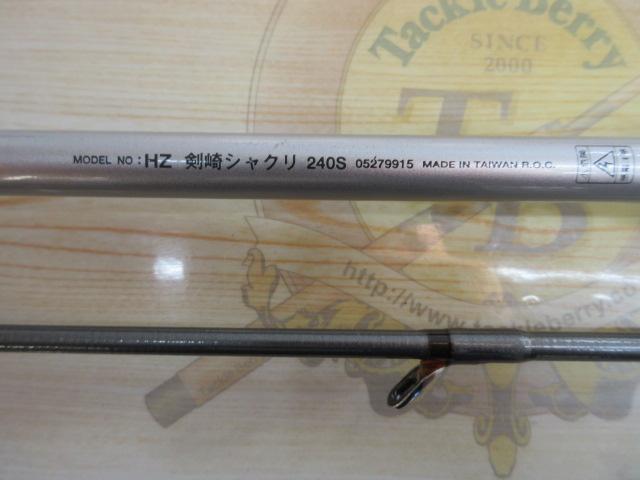 Tackle Berry
SINCE
2000
TB
MODEL NO : HZ 剣崎シャクリ 240S 05279915 MADE IN TAIWAN R.O.C.
http://www.tackleberry.co